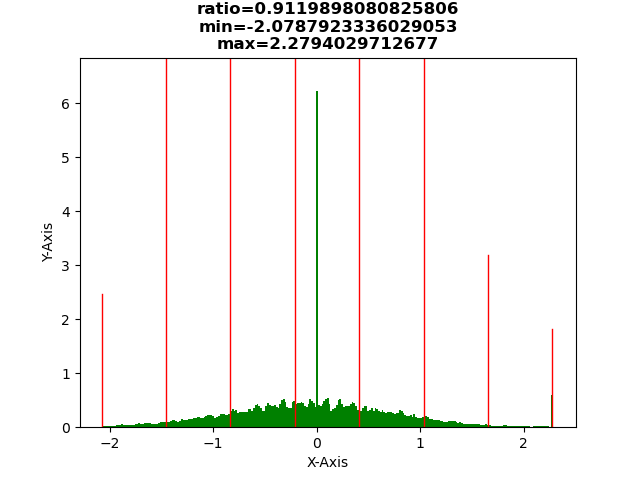 ratio=0.9119898080825806
min=-2.0787923336029053
max=2.2794029712677
6
5
4
3
2
1
0
Y-Axis
−2
−1
0
1
2
X-Axis